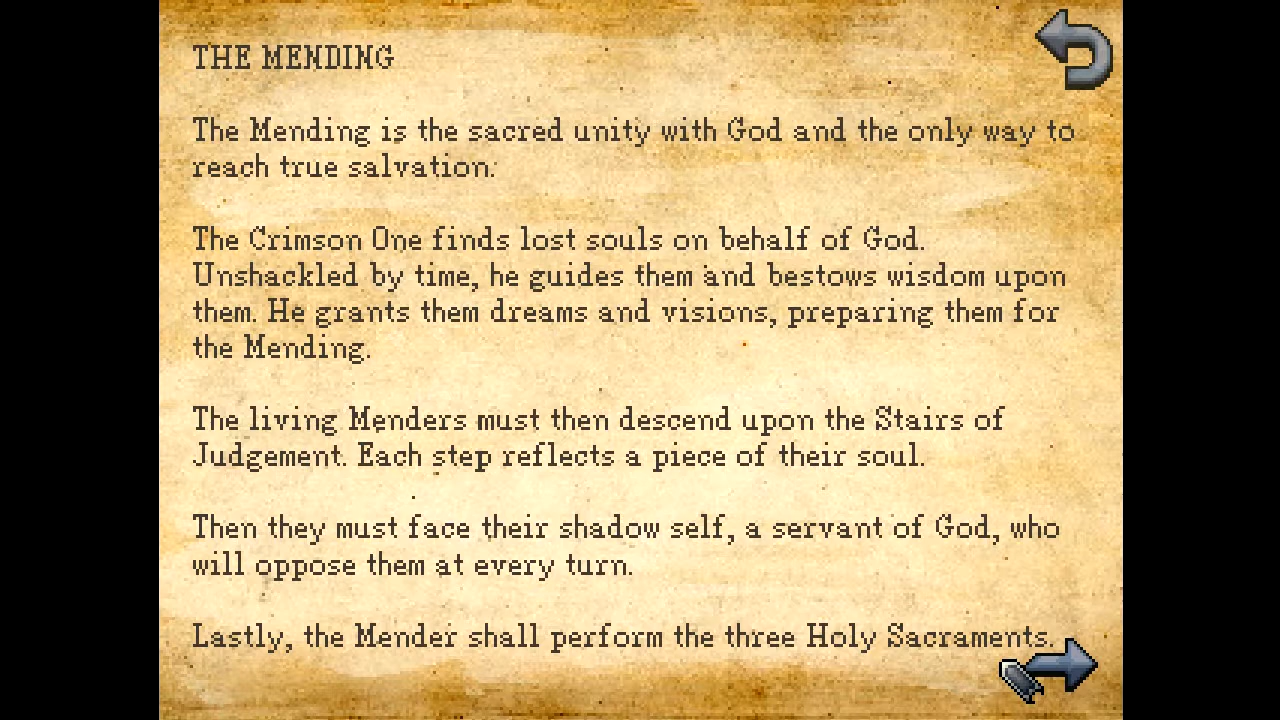 THE MENDING
The Mending is the sacred unity with God and the only way to
reach true salvation.
The Crimson One finds lost souls on behalf of God.
Unshackled by time, he guides them and bestows wisdom upon
them. He grants them dreams and visions, preparing them for
the Mending.
The living Menders must then descend upon the Stairs of
Judgement. Each step reflects a piece of their soul.
Then they must face their shadow self, a servant of God, who
will oppose them at every turn.
Lastly, the Mender shall perform the three Holy Sacraments.